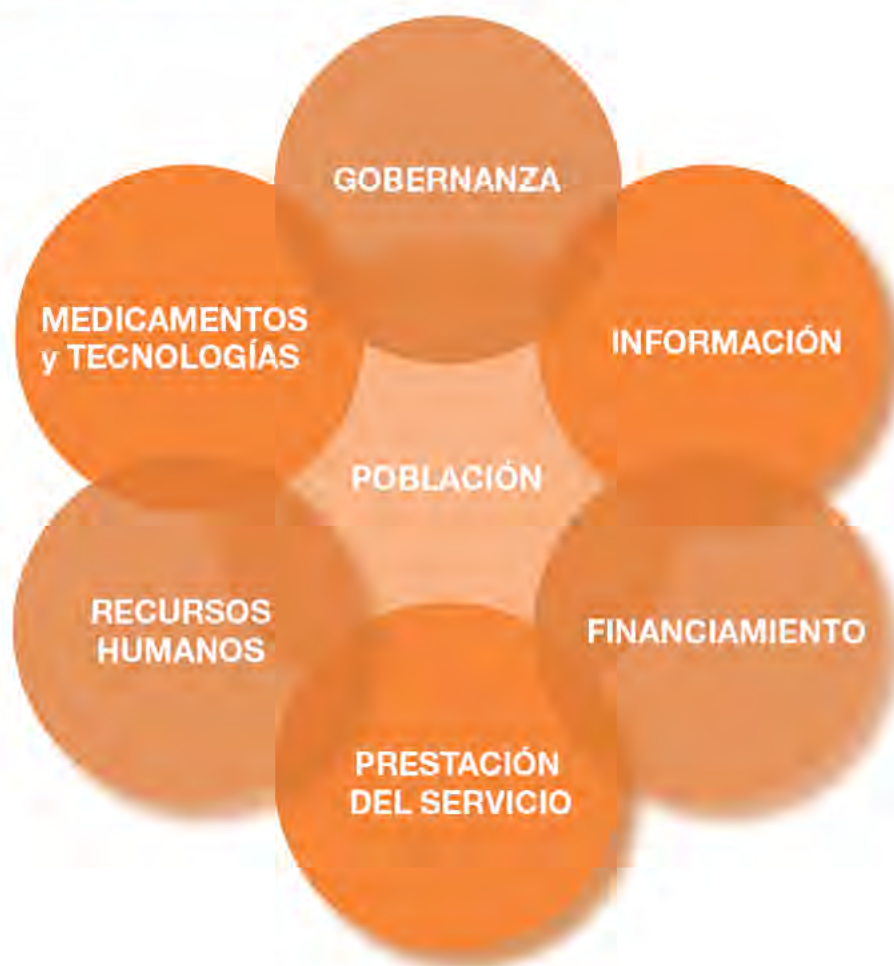 GOBERNANZA
MEDICAMENTOS
y TECNOLOGÍAS
INFORMACIÓN
POBLACIÓN
RECURSOS
HUMANOS
FINANCIAMIENTO
PRESTACIÓN
DEL SERVICIO